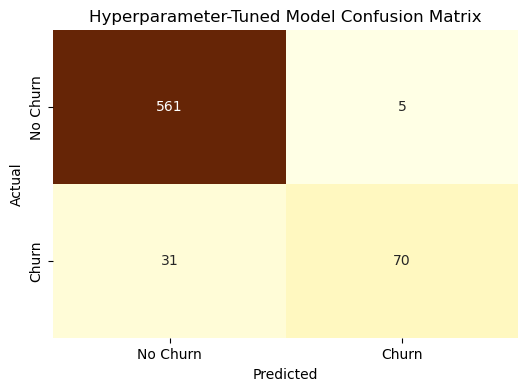 Hyperparameter-Tuned Model Confusion Matrix
Actual
No Churn
561
5
Churn
31
70
No Churn
Churn
Predicted